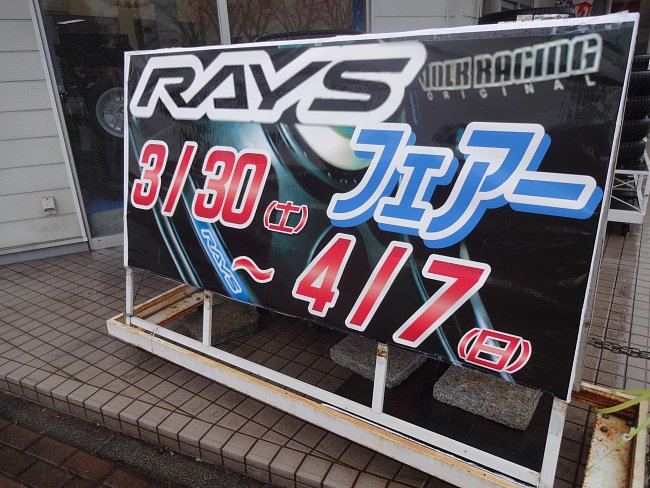 RAYS
VOLK RACING
ORIGINAL
フェアー
3/30(土)
RAYS
～4/7(日)